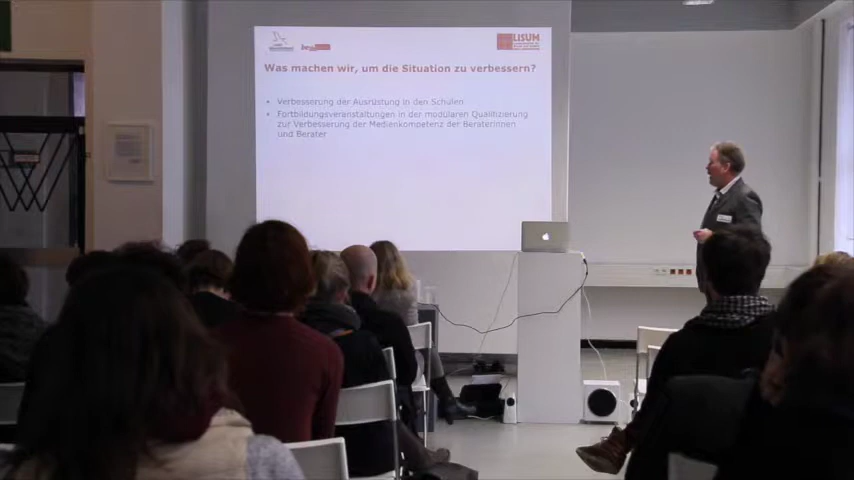 LISUM
Was machen wir, um die Situation zu verbessern?
• Verbesserung der Ausrüstung in den Schulen
• Fortbildungsveranstaltungen in der modularen Qualifizierung
zur Verbesserung der Medienkompetenz der Beraterinnen
und Berater